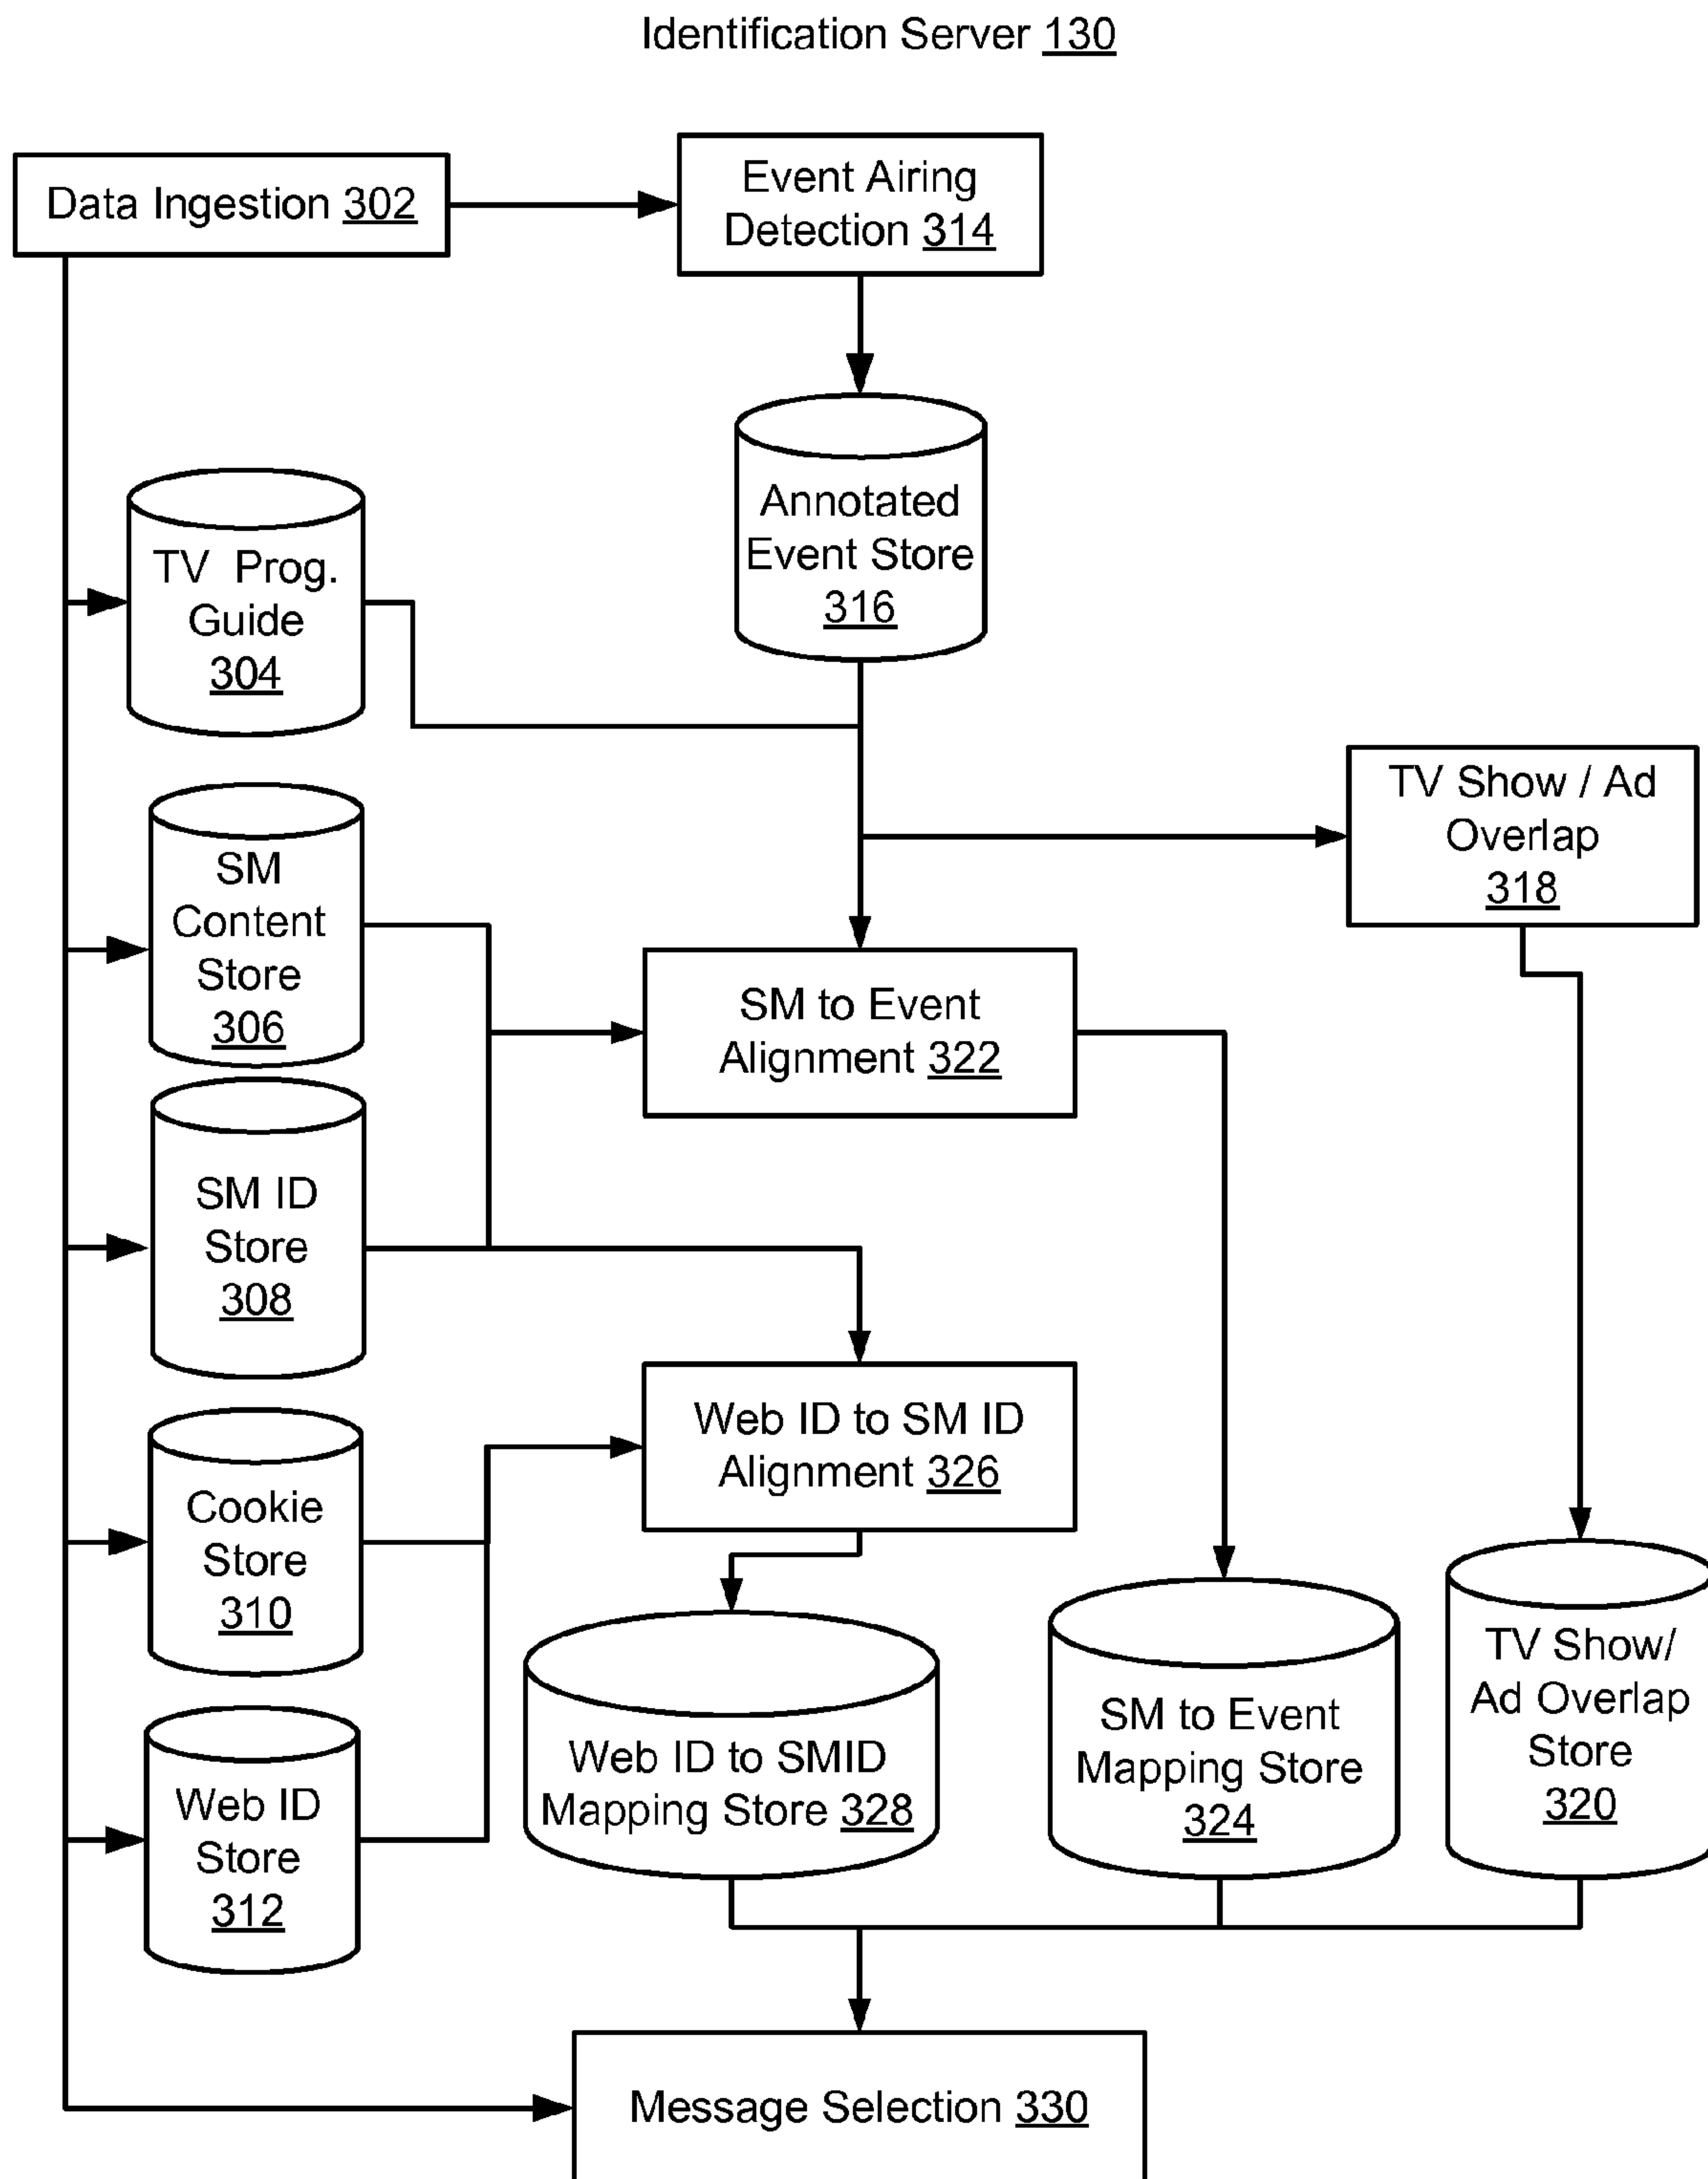 Identification Server 130
Data Ingestion 302
Event Airing
Detection 314
Annotated
Event Store
316
TV Prog.
Guide
304
TV Show / Ad
Overlap
318
SM
Content
Store
306
SM to Event
Alignment 322
SM ID
Store
308
Web ID to SM ID
Alignment 326
Cookie
Store
310
Web ID
Store
312
Web ID to SMID
Mapping Store 328
SM to Event
Mapping Store
324
TV Show/
Ad Overlap
Store
320
Message Selection 330